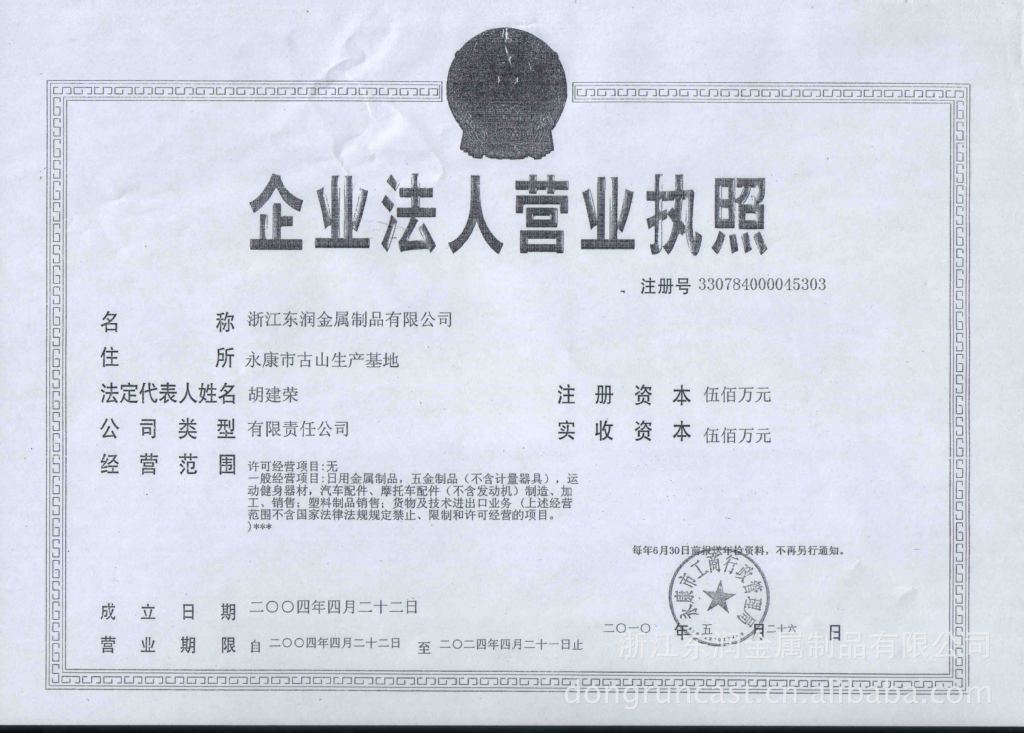 企业法人营业执照
注册号 330784000045303
名称 浙江东润金属制品有限公司
住所 永康市古山生产基地
法定代表人姓名 胡建荣
注册资本 伍佰万元
公司类型 有限责任公司
实收资本 伍佰万元
经营范围 许可经营项目:无
一般经营项目:日用金属制品，五金制品（不含计量器具），运
动健身器材，汽车配件、摩托车配件（不含发动机）制造、加
工、销售；塑料制品销售；货物及技术进出口业务（上述经营
范围不含国家法律法规规定禁止、限制和许可经营的项目。
)***
每年6月30日前报送年检资料，不再另行通知。
永康市工商行政管理局
成立日期 二〇〇四年四月二十二日
二〇一〇 年 五 月 二十六 日
营业期限 自 二〇〇四年四月二十二日 至 二〇二四年四月二十一日止
浙江东润金属制品有限公司
dongruncast.cn.alibaba.com